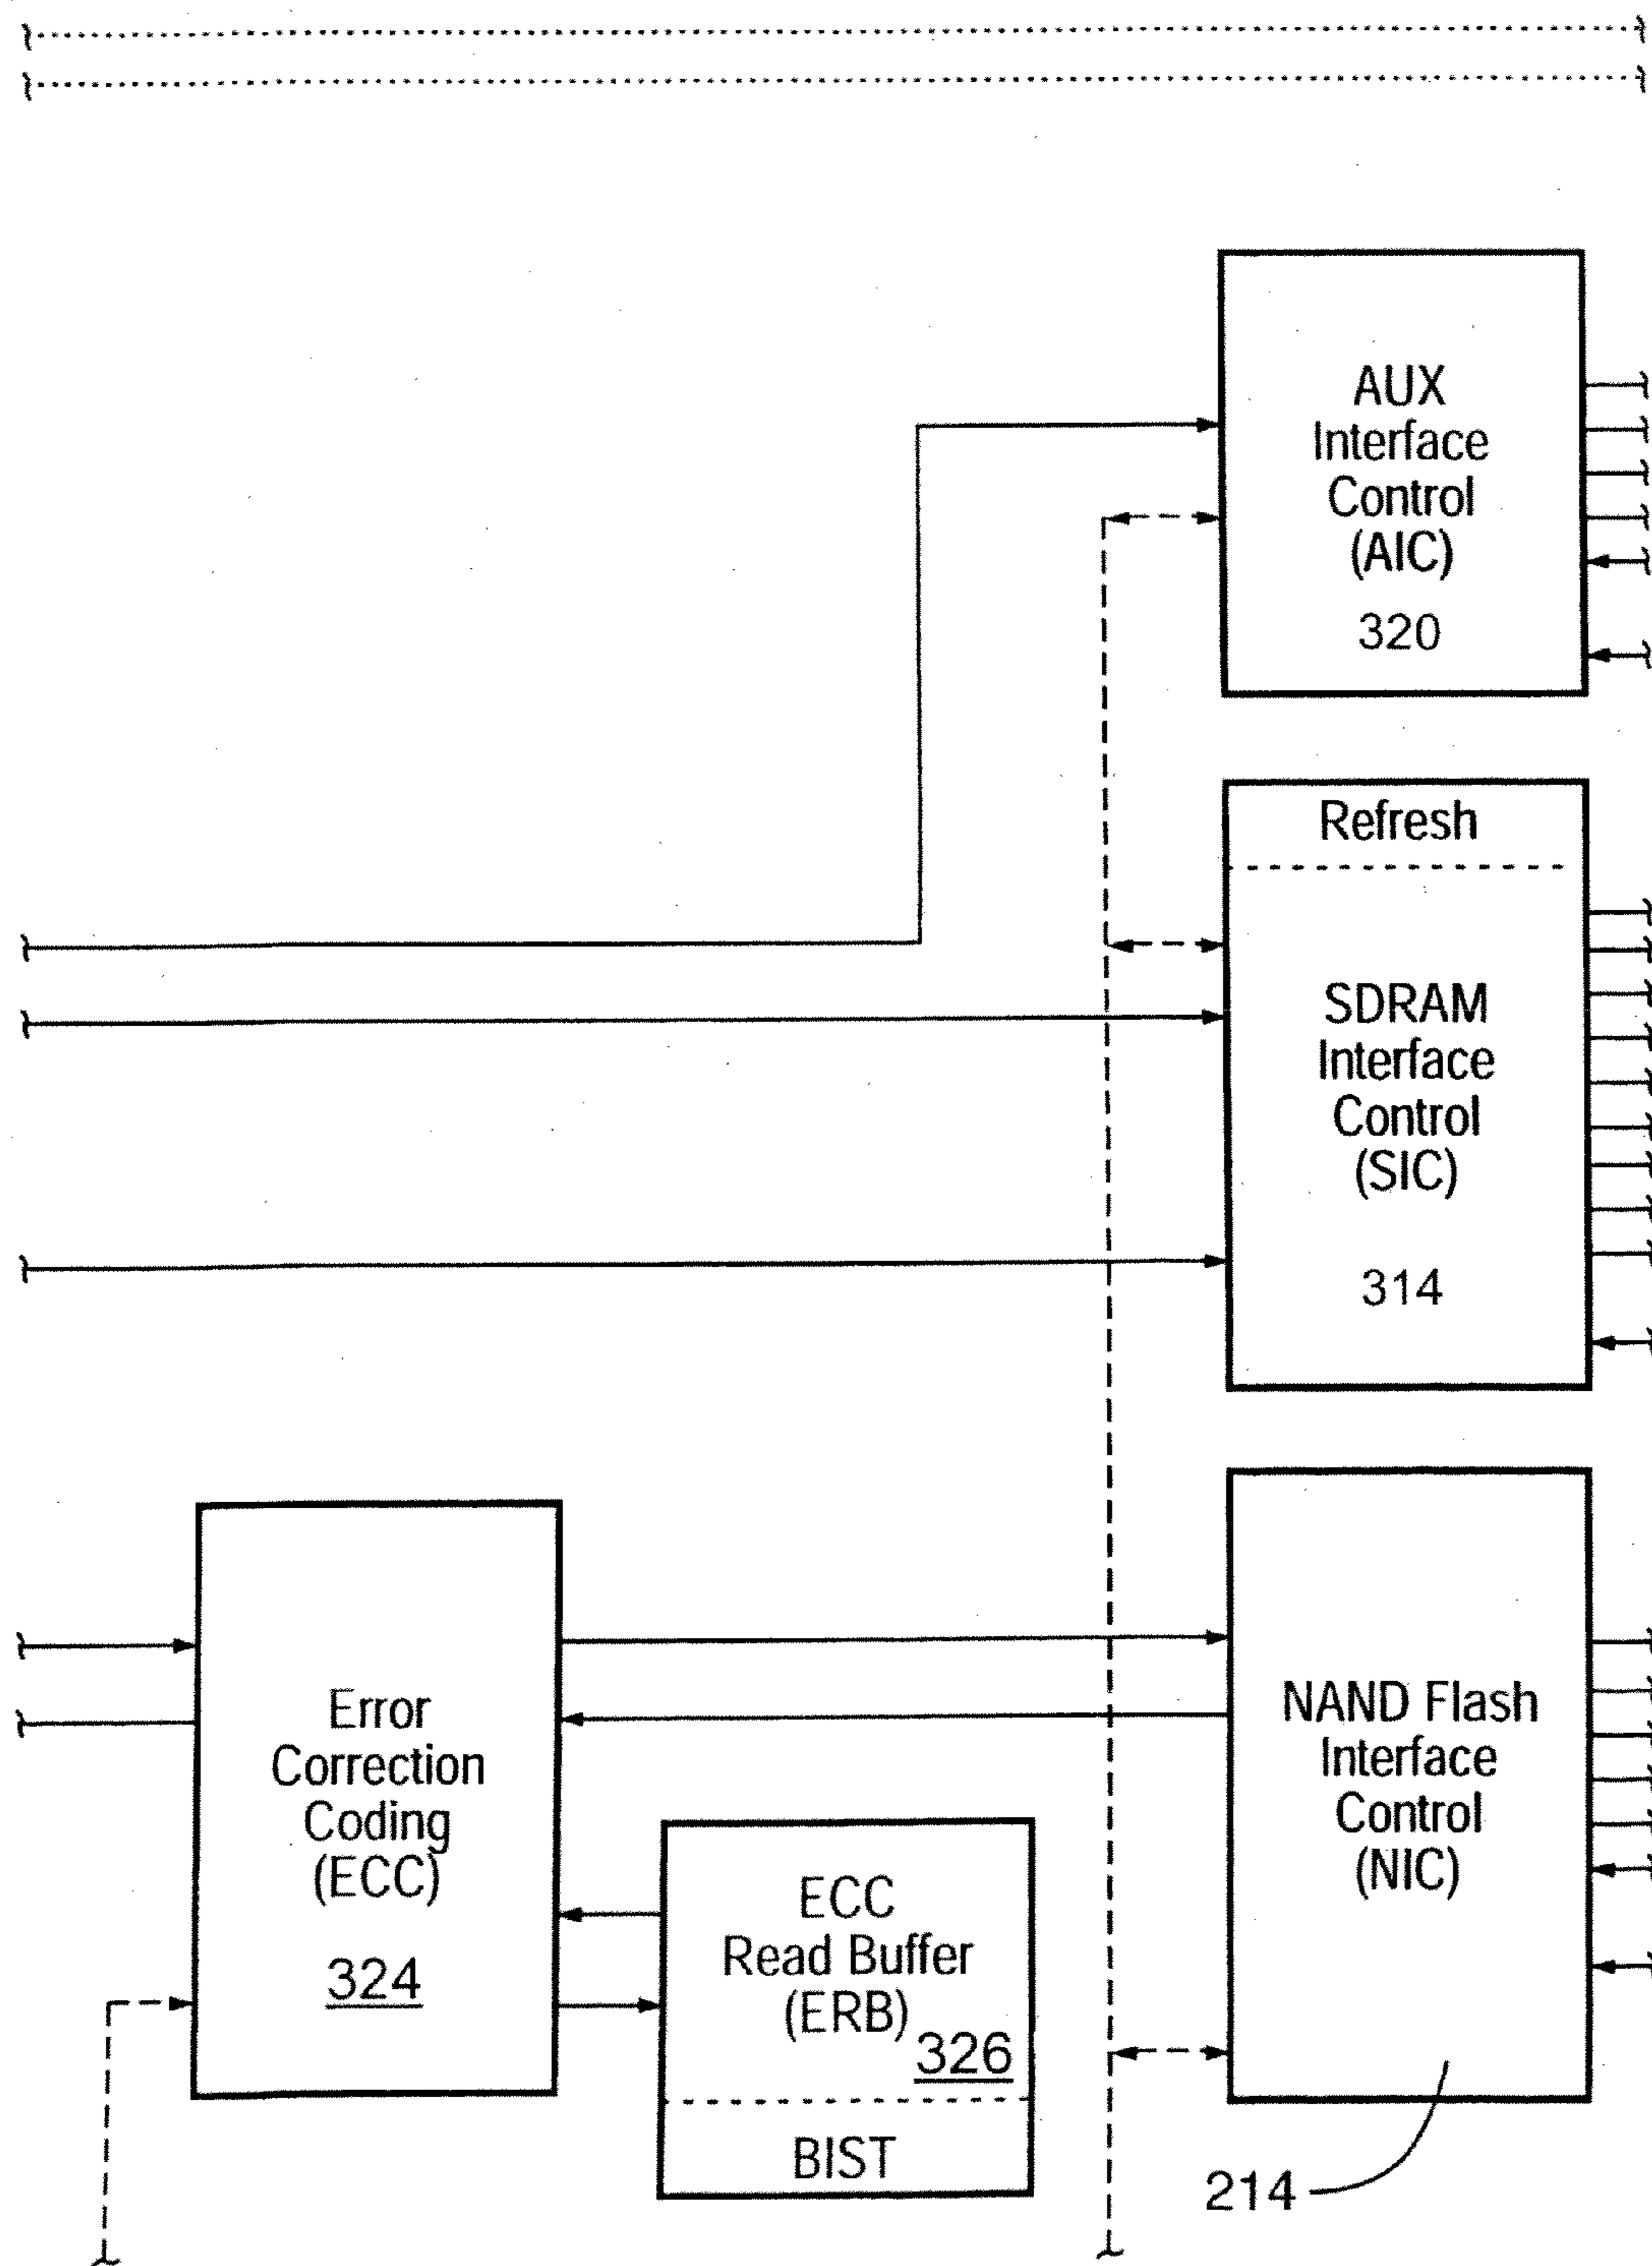 AUX
Interface
Control
(AIC)
320
Refresh
SDRAM
Interface
Control
(SIC)
314
Error
Correction
Coding
(ECC)
324
ECC
Read Buffer
(ERB)
326
BIST
NAND Flash
Interface
Control
(NIC)
214